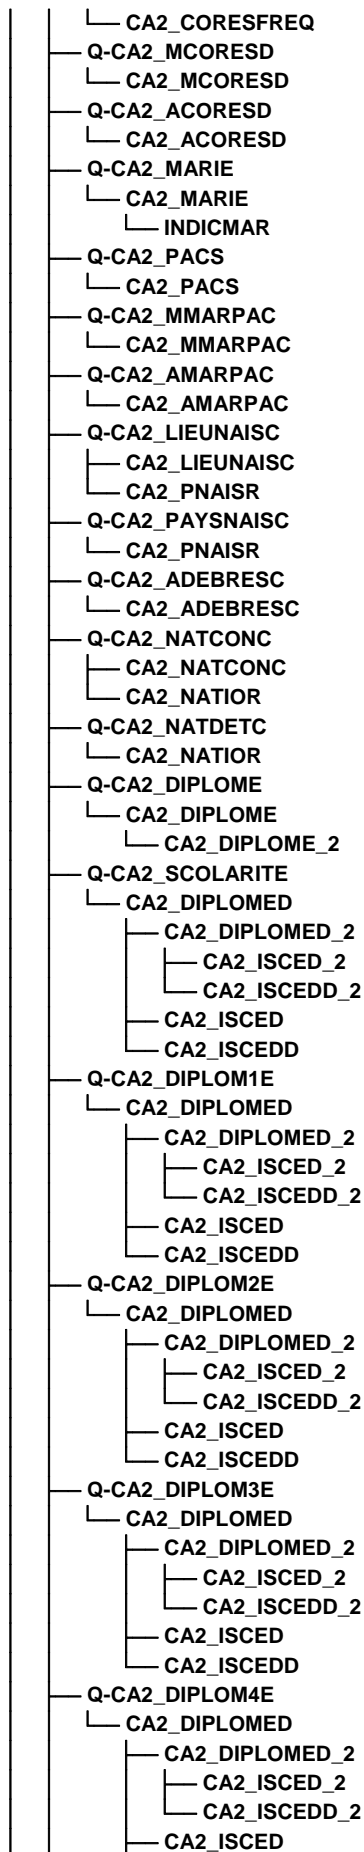 CA2_CORESFREQ
Q-CA2_MCORESD
CA2_MCORESD
Q-CA2_ACORESD
CA2_ACORESD
Q-CA2_MARIE
CA2_MARIE
INDICMAR
Q-CA2_PACS
CA2_PACS
Q-CA2_MMARPAC
CA2_MMARPAC
Q-CA2_AMARPAC
CA2_AMARPAC
Q-CA2_LIEUNAISC
CA2_LIEUNAISC
CA2_PNAISR
Q-CA2_PAYSNAISC
CA2_PNAISR
Q-CA2_ADEBRESC
CA2_ADEBRESC
Q-CA2_NATCONC
CA2_NATCONC
CA2_NATIOR
Q-CA2_NATDETC
CA2_NATIOR
Q-CA2_DIPLOME
CA2_DIPLOME
CA2_DIPLOME_2
Q-CA2_SCOLARITE
CA2_DIPLOMED
CA2_DIPLOMED_2
CA2_ISCED_2
CA2_ISCEDD_2
CA2_ISCED
CA2_ISCEDD
Q-CA2_DIPLOM1E
CA2_DIPLOMED
CA2_DIPLOMED_2
CA2_ISCED_2
CA2_ISCEDD_2
CA2_ISCED
CA2_ISCEDD
Q-CA2_DIPLOM2E
CA2_DIPLOMED
CA2_DIPLOMED_2
CA2_ISCED_2
CA2_ISCEDD_2
CA2_ISCED
CA2_ISCEDD
Q-CA2_DIPLOM3E
CA2_DIPLOMED
CA2_DIPLOMED_2
CA2_ISCED_2
CA2_ISCEDD_2
CA2_ISCED
CA2_ISCEDD
Q-CA2_DIPLOM4E
CA2_DIPLOMED
CA2_DIPLOMED_2
CA2_ISCED_2
CA2_ISCEDD_2
CA2_ISCED